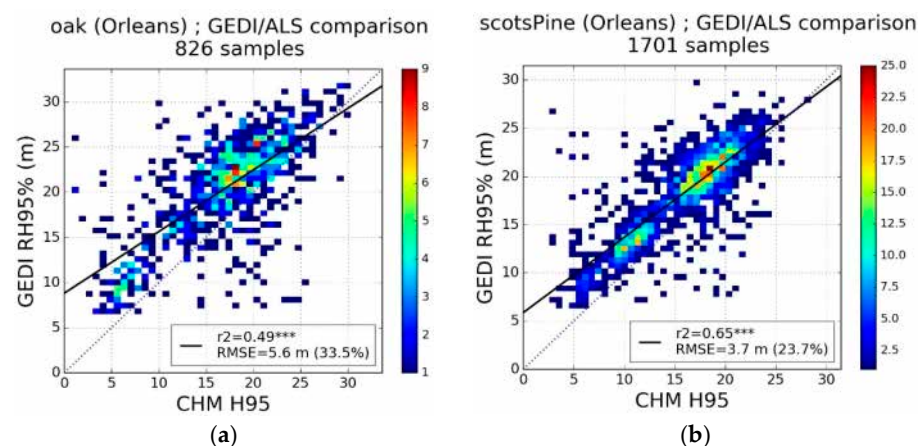 oak (Orleans) ; GEDI/ALS comparison
826 samples
GEDI RH95% (m)
30
25
20
15
10
5
0
0 5 10 15 20 25 30
CHM H95
r2=0.49***
RMSE=5.6 m (33.5%)
9
8
7
6
5
4
3
2
1
(a)
scotsPine (Orleans) ; GEDI/ALS comparison
1701 samples
GEDI RH95% (m)
30
25
20
15
10
5
0
0 5 10 15 20 25 30
CHM H95
r2=0.65***
RMSE=3.7 m (23.7%)
25.0
22.5
20.0
17.5
15.0
12.5
10.0
7.5
5.0
2.5
(b)